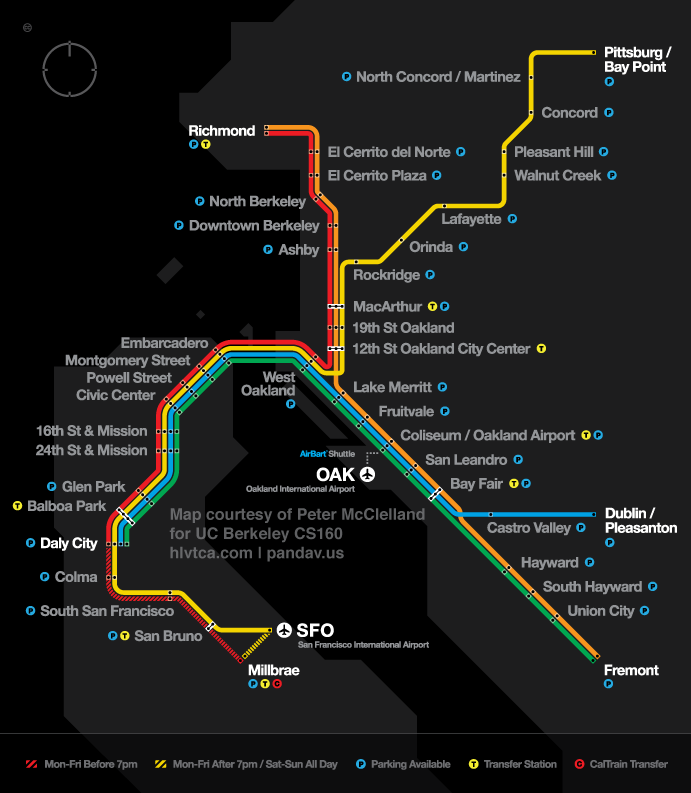 Pittsburg /
Bay Point
P
P North Concord / Martinez
Concord P
Richmond
P T
El Cerrito del Norte P
Pleasant Hill P
El Cerrito Plaza P
Walnut Creek P
P North Berkeley
Lafayette P
P Downtown Berkeley
Orinda P
P Ashby
Rockridge P
MacArthur T P
19th St Oakland
Embarcadero
12th St Oakland City Center T
Montgomery Street
Powell Street
West
Oakland
P
Lake Merritt P
Civic Center
Fruitvale P
16th St & Mission
Coliseum / Oakland Airport T P
24th St & Mission
AirBart Shuttle
San Leandro P
OAK
Oakland International Airport
P Glen Park
Bay Fair T P
T Balboa Park
Map courtesy of Peter McClelland
for UC Berkeley CS160
hlvtca.com | pandav.us
Dublin /
Pleasanton
P
Castro Valley P
P Daly City
Hayward P
P Colma
South Hayward P
P South San Francisco
Union City P
P T San Bruno
SFO
San Francisco International Airport
Millbrae
P T C
Fremont
P
Mon-Fri Before 7pm
Mon-Fri After 7pm / Sat-Sun All Day
P Parking Available
T Transfer Station
C CalTrain Transfer